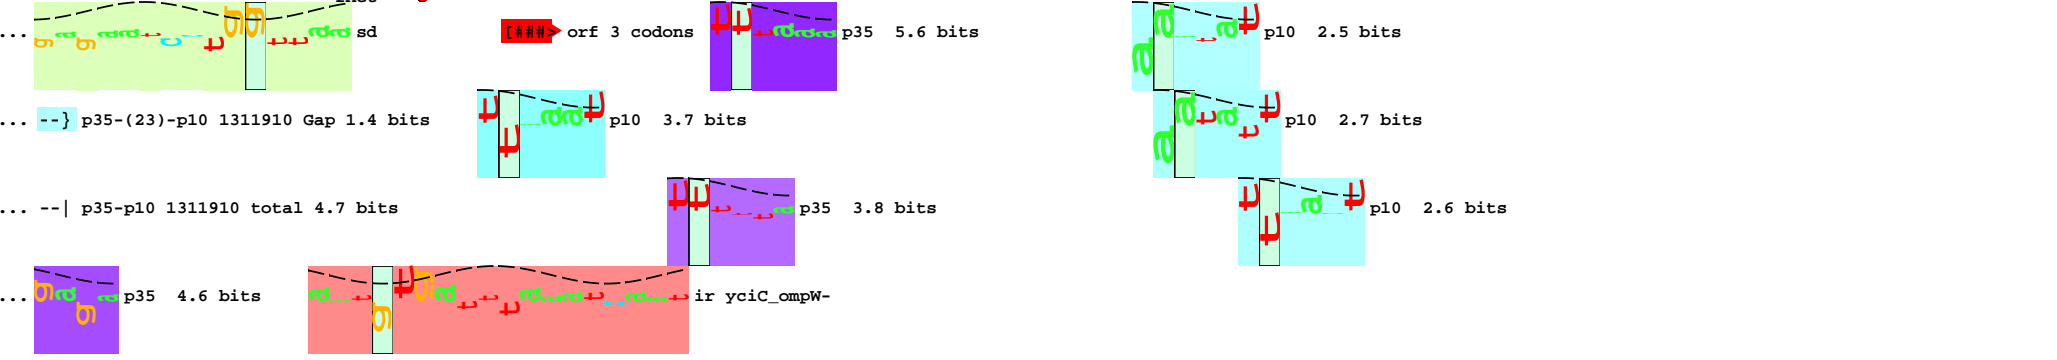 ... sd [###> orf 3 codons p35 5.6 bits p10 2.5 bits
... --} p35-(23)-p10 1311910 Gap 1.4 bits p10 3.7 bits p10 2.7 bits
... --| p35-p10 1311910 total 4.7 bits p35 3.8 bits p10 2.6 bits
... p35 4.6 bits ir yciC_ompW-